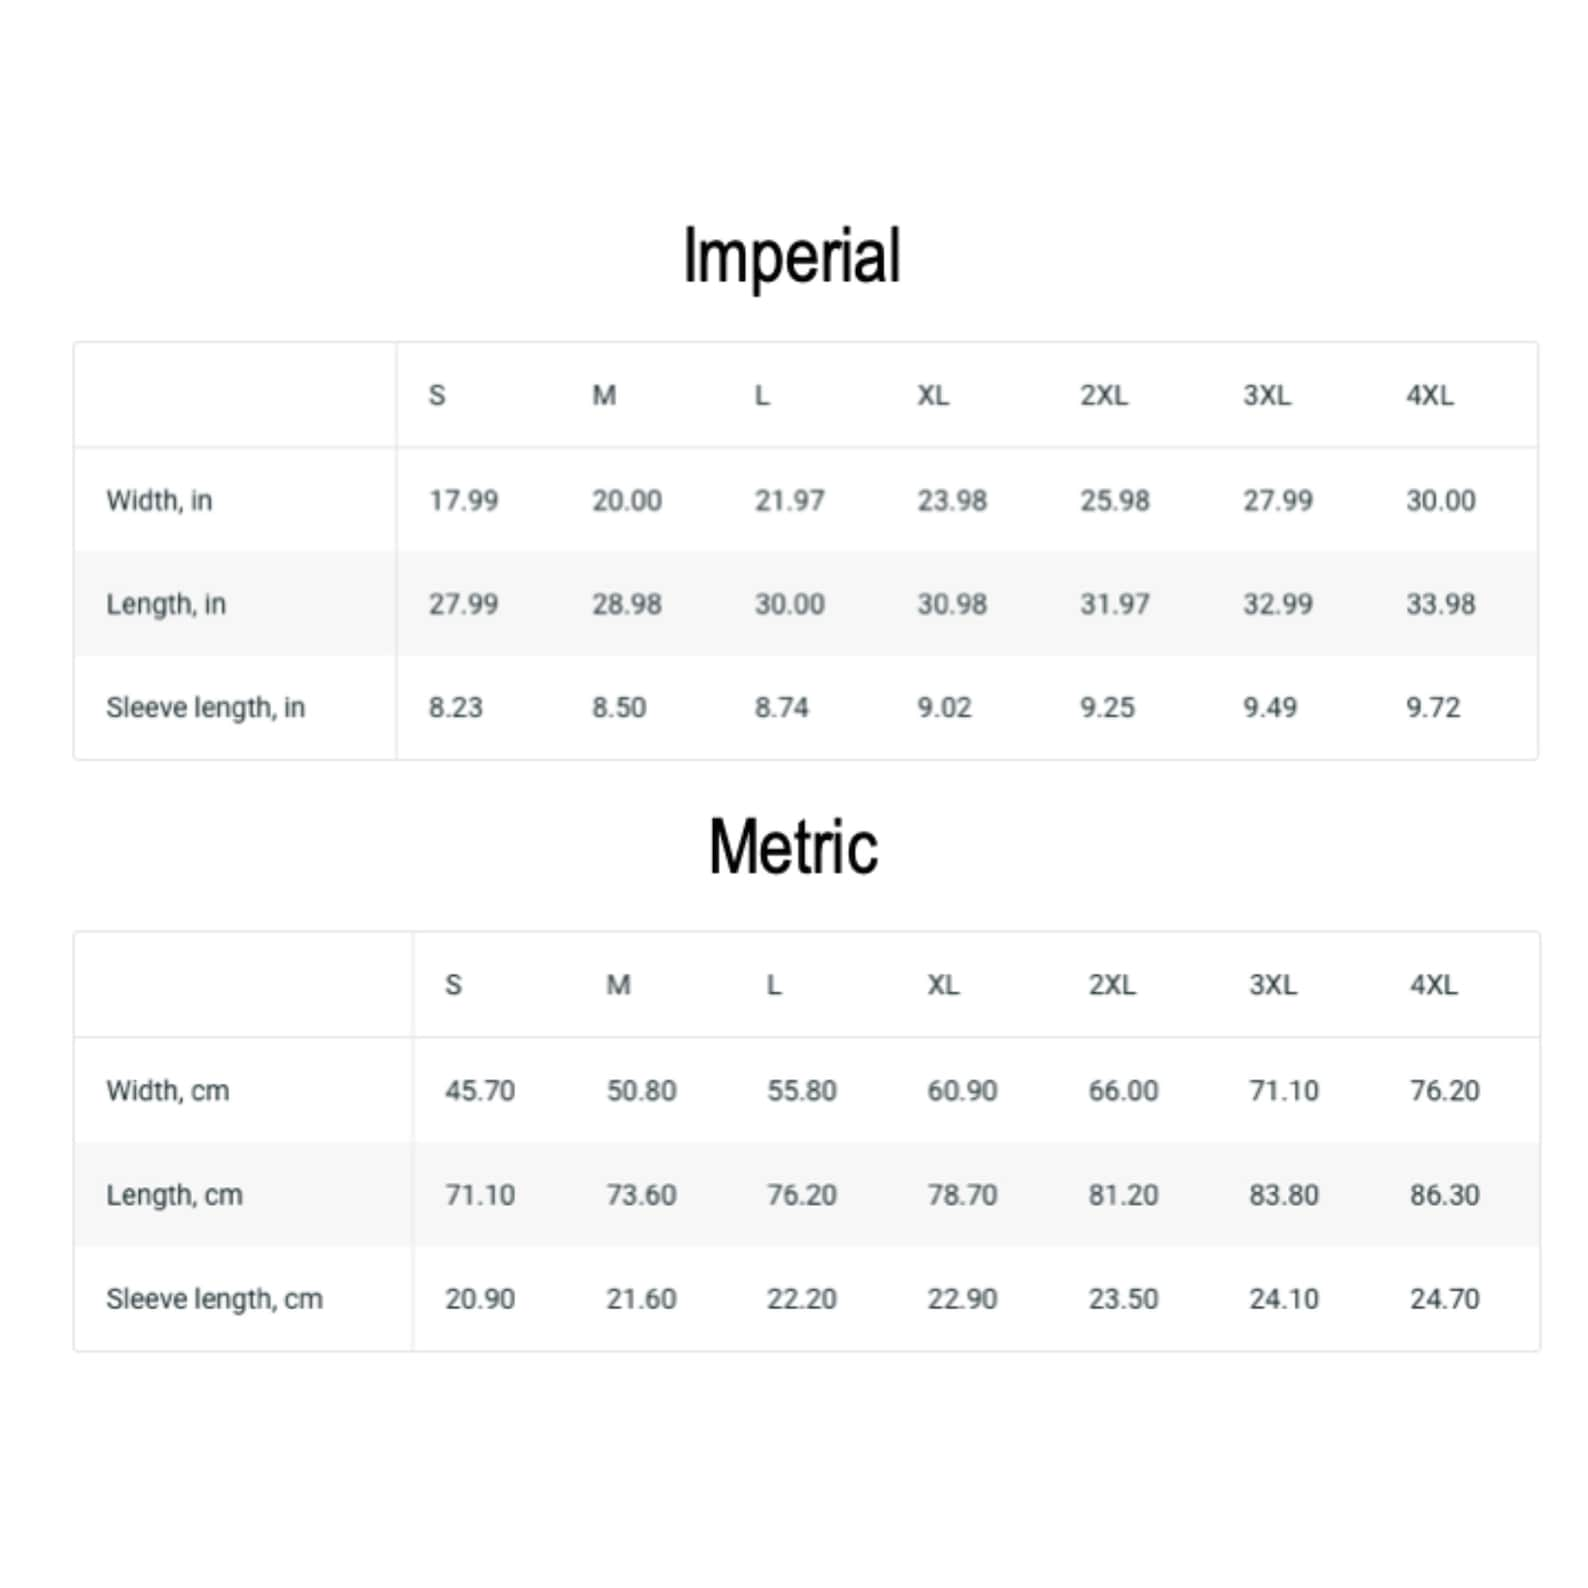 Imperial
S M L XL 2XL 3XL 4XL
Width, in 17.99 20.00 21.97 23.98 25.98 27.99 30.00
Length, in 27.99 28.98 30.00 30.98 31.97 32.99 33.98
Sleeve length, in 8.23 8.50 8.74 9.02 9.25 9.49 9.72
Metric
S M L XL 2XL 3XL 4XL
Width, cm 45.70 50.80 55.80 60.90 66.00 71.10 76.20
Length, cm 71.10 73.60 76.20 78.70 81.20 83.80 86.30
Sleeve length, cm 20.90 21.60 22.20 22.90 23.50 24.10 24.70